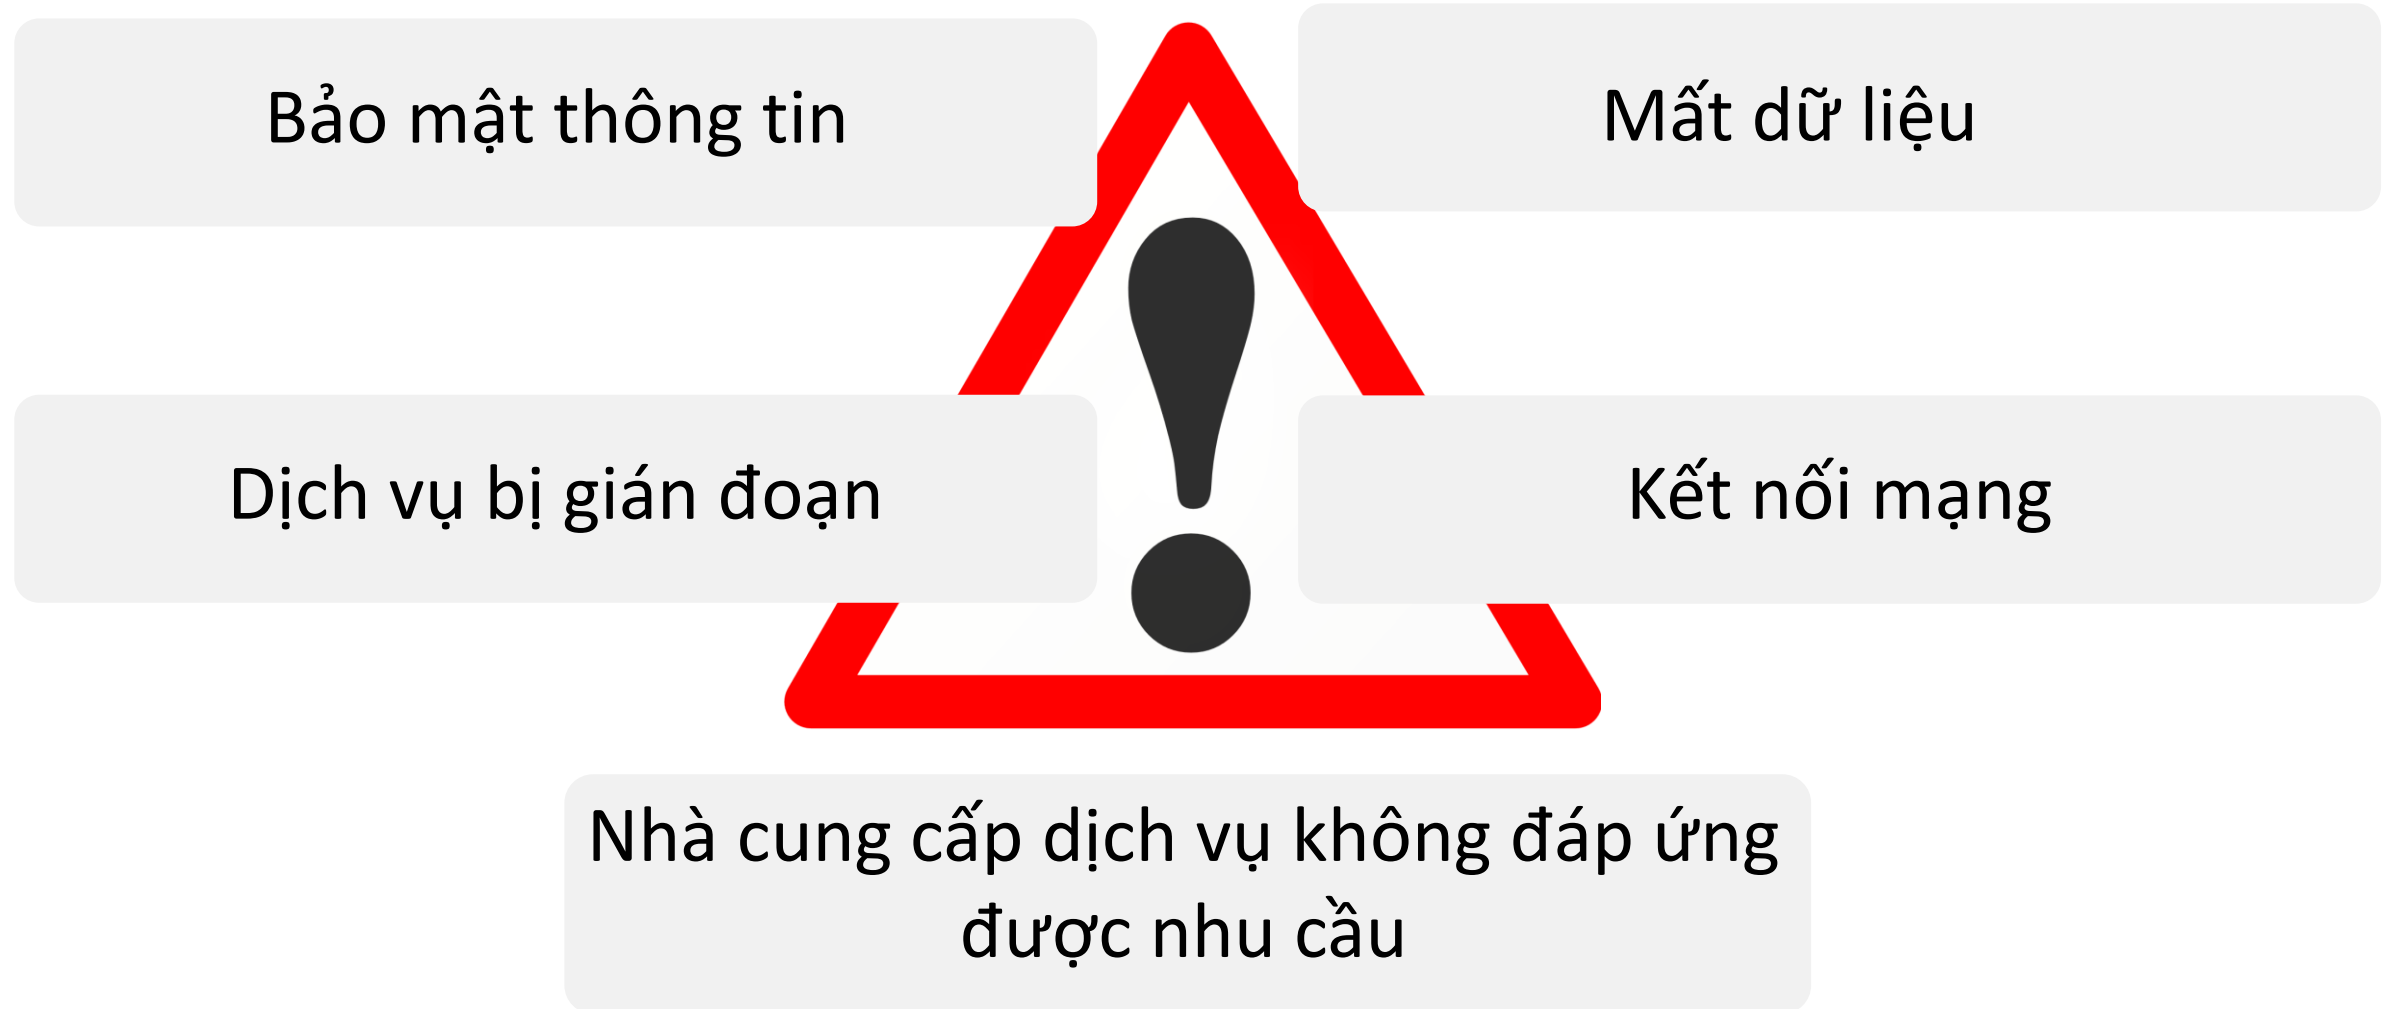 Bảo mật thông tin
Mất dữ liệu
Dịch vụ bị gián đoạn
Kết nối mạng
Nhà cung cấp dịch vụ không đáp ứng
được nhu cầu